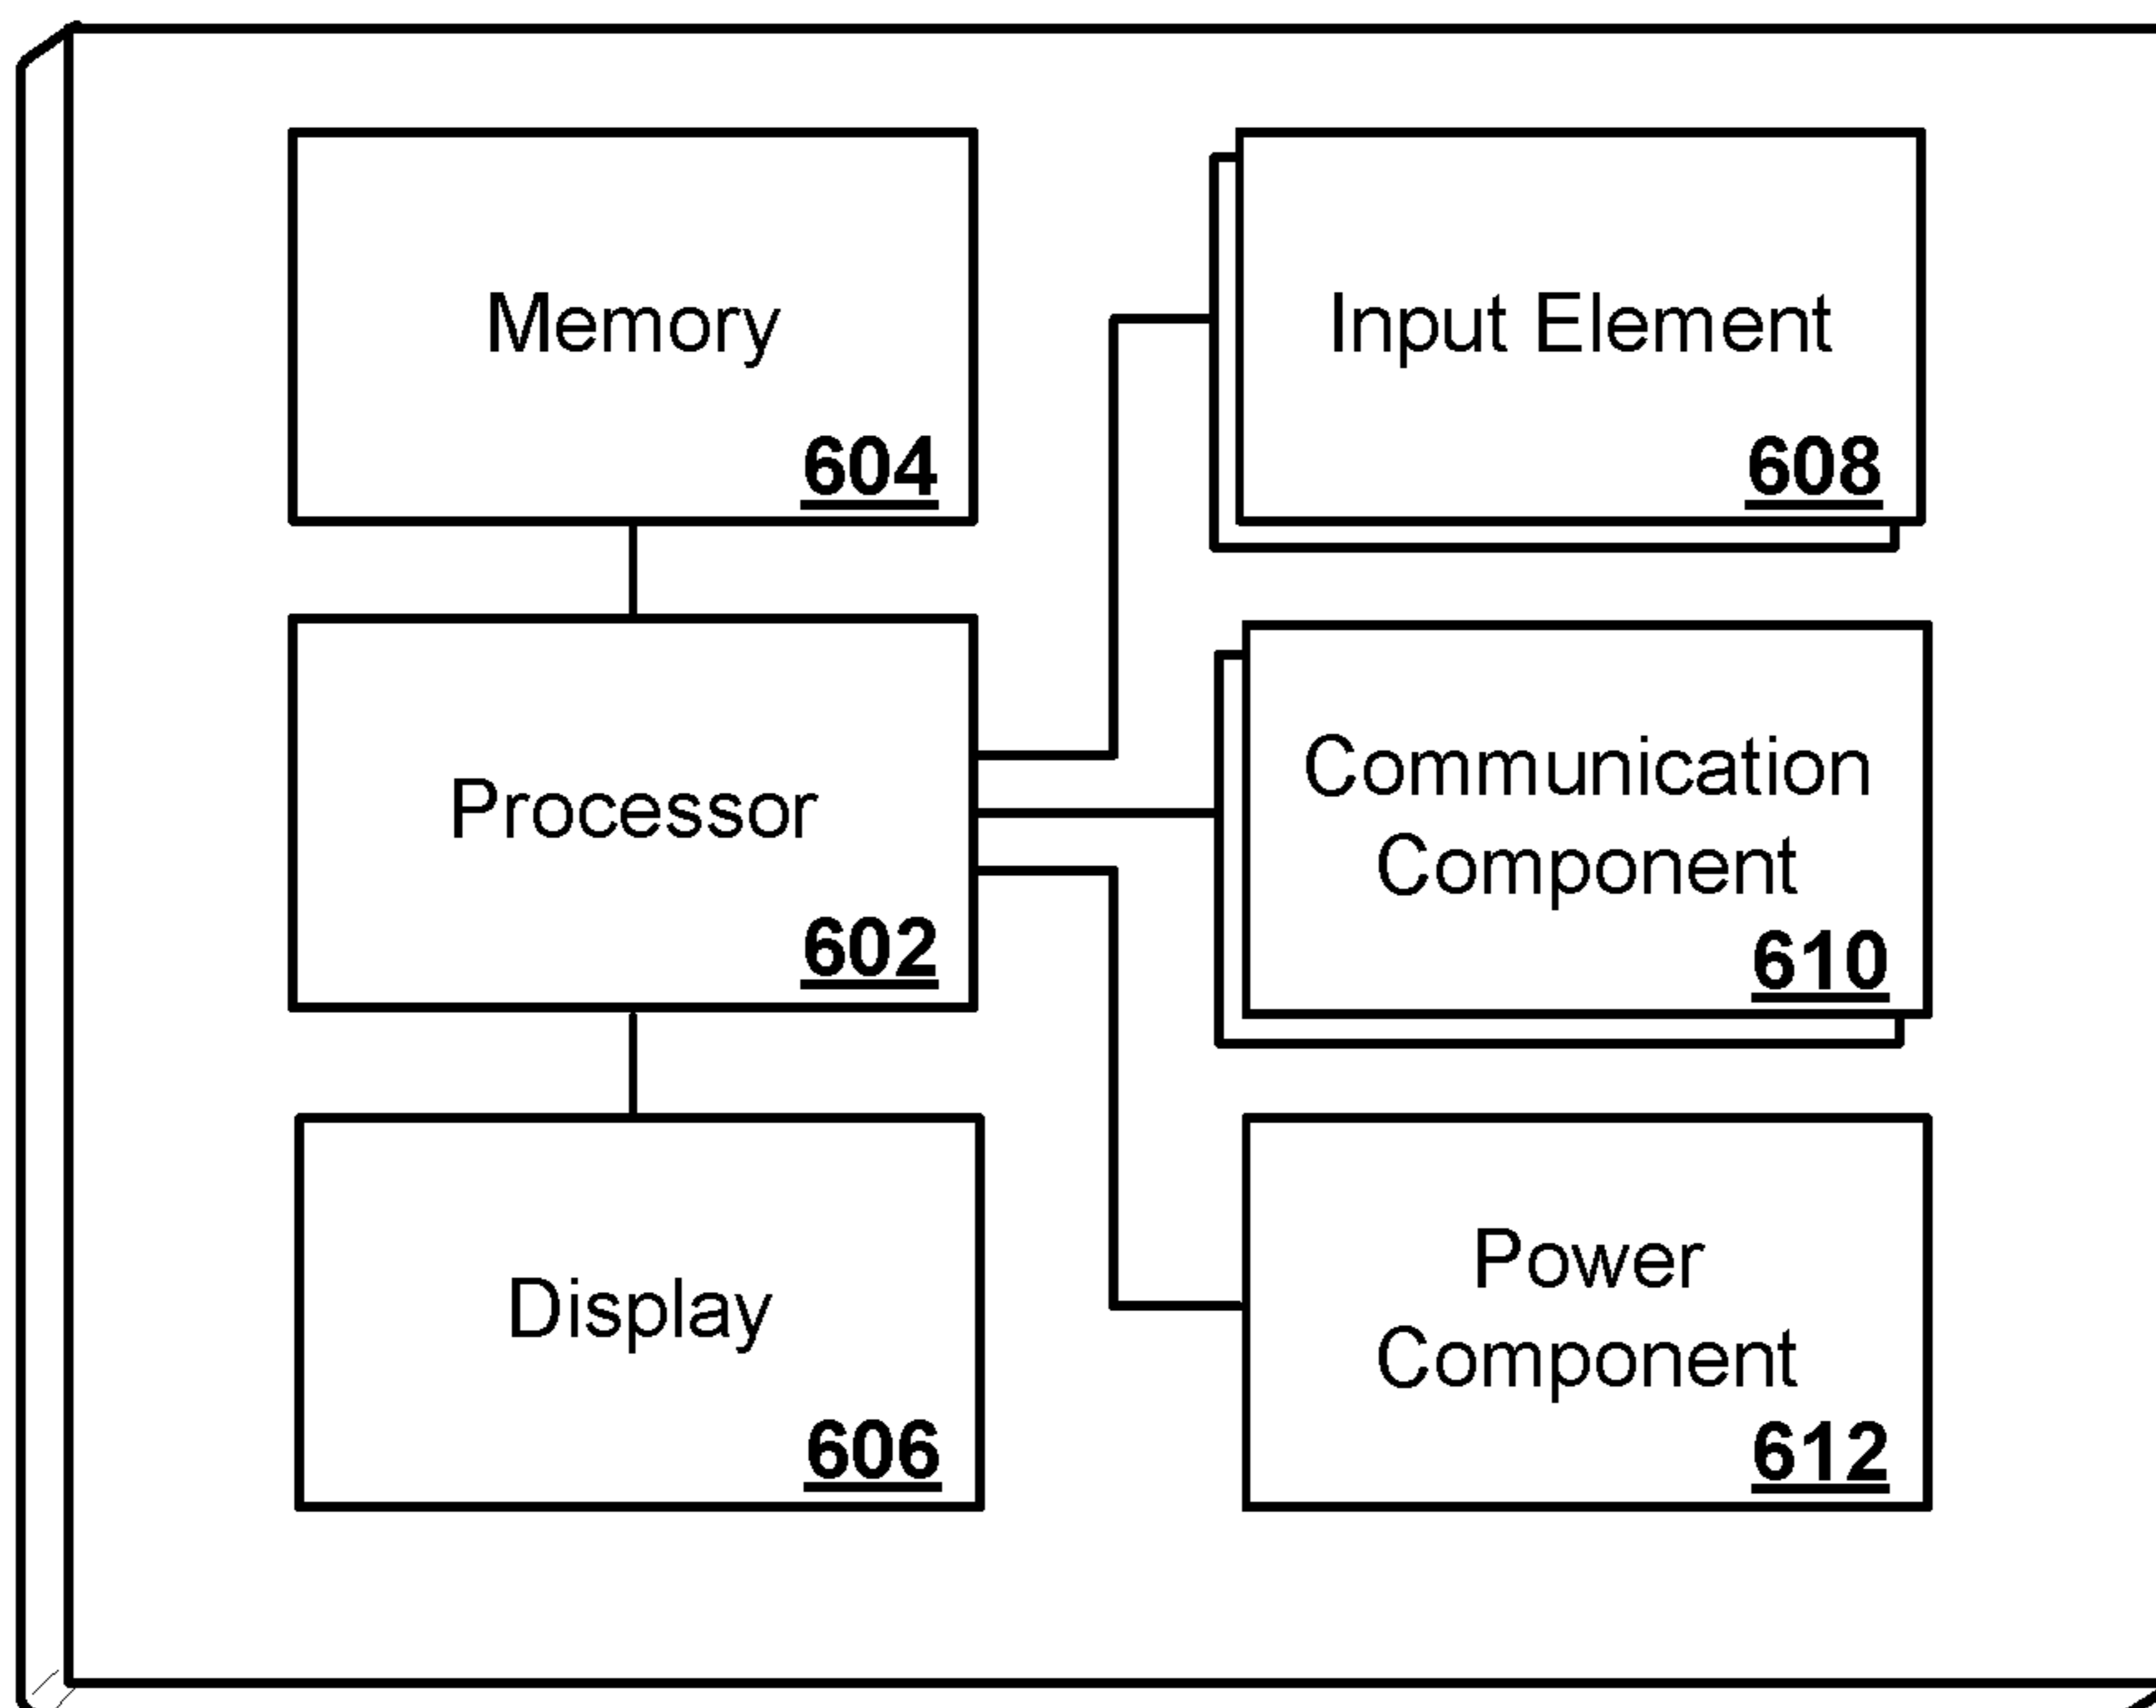 Memory
604
Input Element
608
Processor
602
Communication
Component
610
Display
606
Power
Component
612